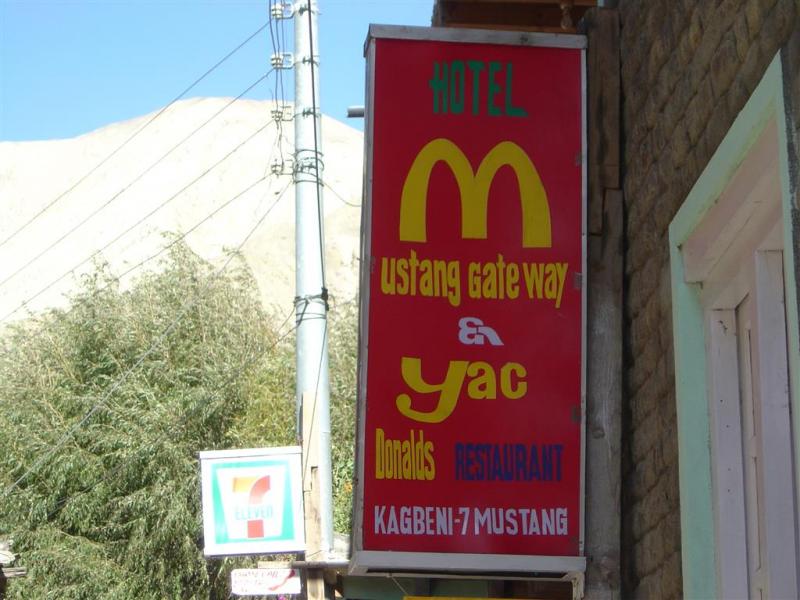 HOTEL
M
ustang Gate way
&
yac
Donalds RESTAURANT
KAGBENI-7 MUSTANG
7
ELEVEN